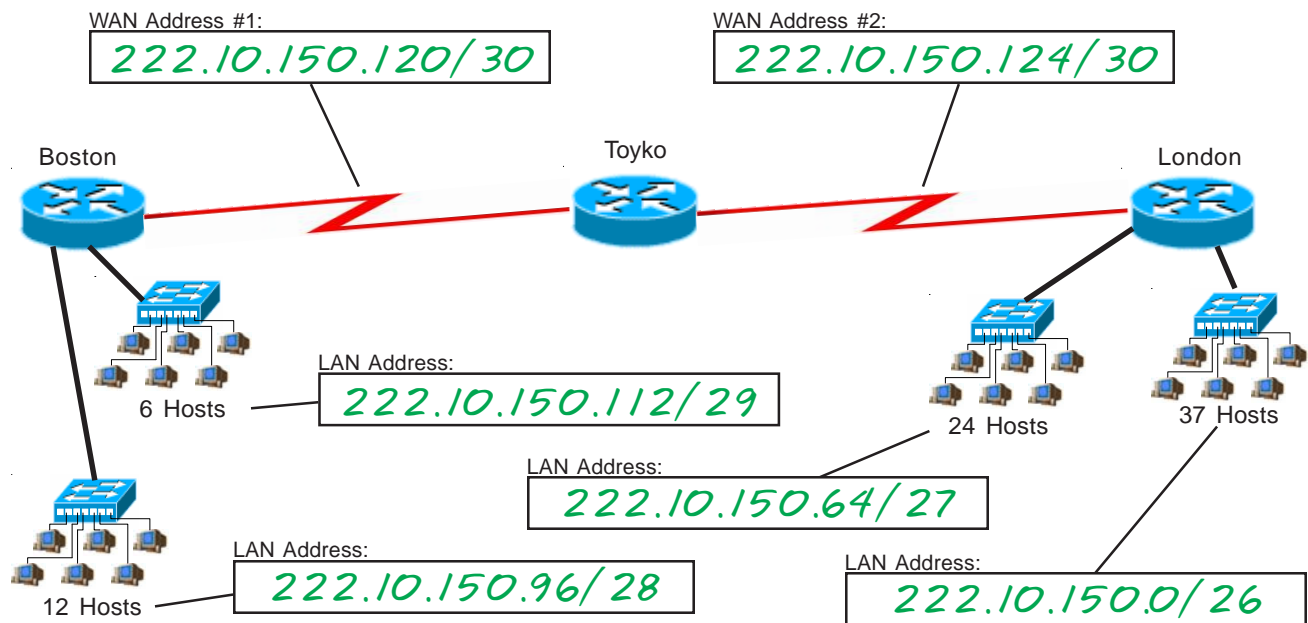 WAN Address #1:
222.10.150.120/30
WAN Address #2:
222.10.150.124/30
Boston
Toyko
London
6 Hosts
LAN Address:
222.10.150.112/29
24 Hosts
37 Hosts
LAN Address:
222.10.150.64/27
12 Hosts
LAN Address:
222.10.150.96/28
LAN Address:
222.10.150.0/26